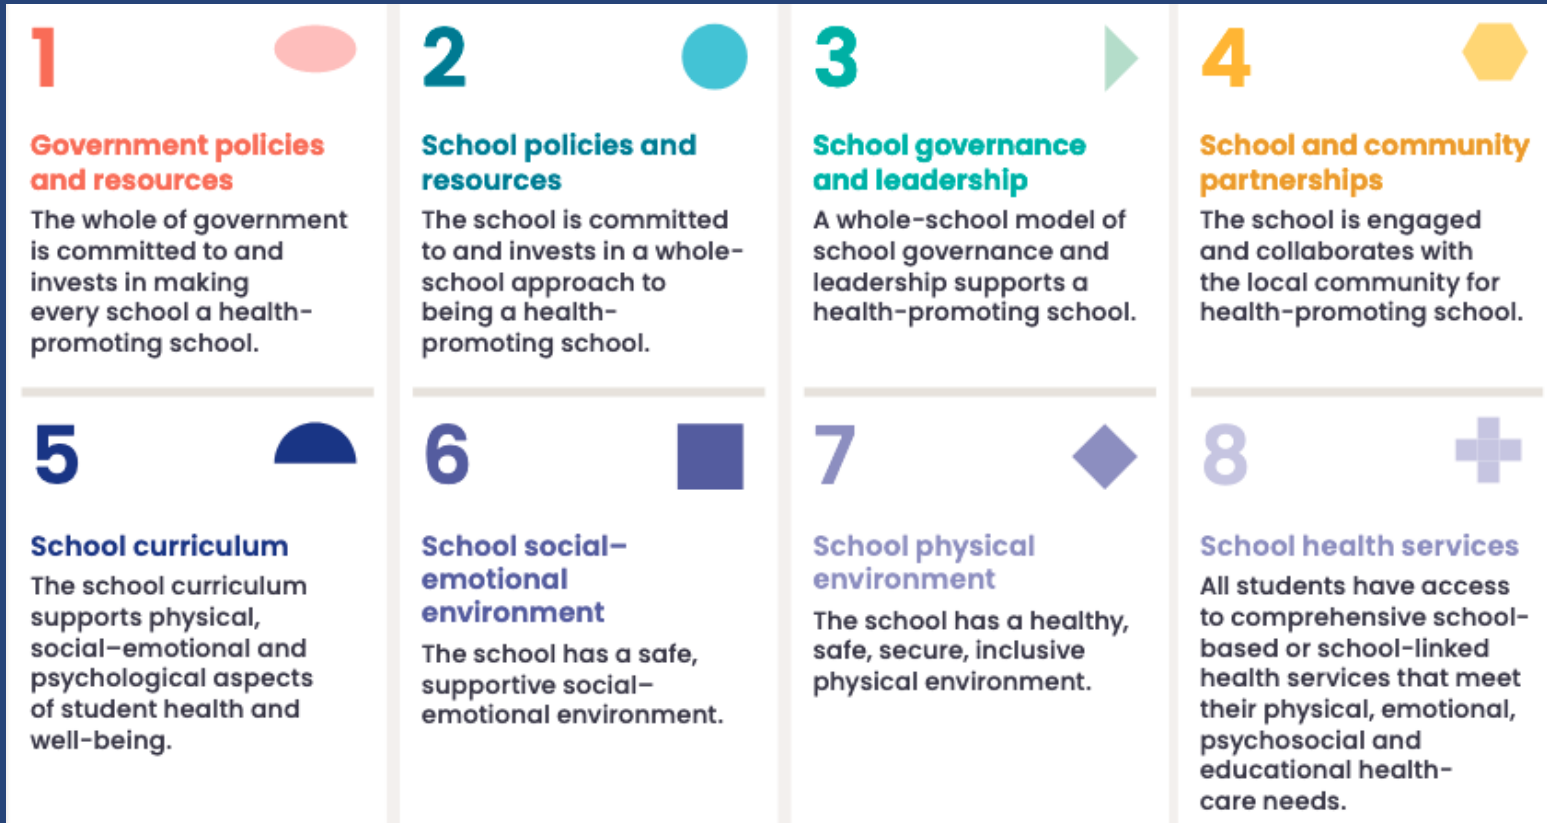 1
Government policies
and resources
The whole of government
is committed to and
invests in making
every school a health-
promoting school.
2
School policies and
resources
The school is committed
to and invests in a whole-
school approach to
being a health-
promoting school.
3
School governance
and leadership
A whole-school model of
school governance and
leadership supports a
health-promoting school.
4
School and community
partnerships
The school is engaged
and collaborates with
the local community for
health-promoting school.
5
School curriculum
The school curriculum
supports physical,
social–emotional and
psychological aspects
of student health and
well-being.
6
School social–
emotional
environment
The school has a safe,
supportive social–
emotional environment.
7
School physical
environment
The school has a healthy,
safe, secure, inclusive
physical environment.
8
School health services
All students have access
to comprehensive school-
based or school-linked
health services that meet
their physical, emotional,
psychosocial and
educational health-
care needs.